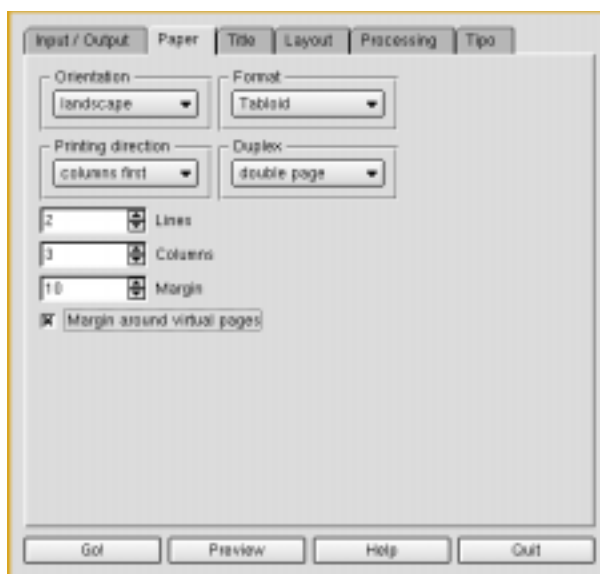 Input / Output Paper Title Layout Processing Tipo
Orientation Format
landscape Tabloid
Printing direction Duplex
columns first double page
2 Lines
3 Columns
10 Margin
Margin around virtual pages
Go! Preview Help Quit